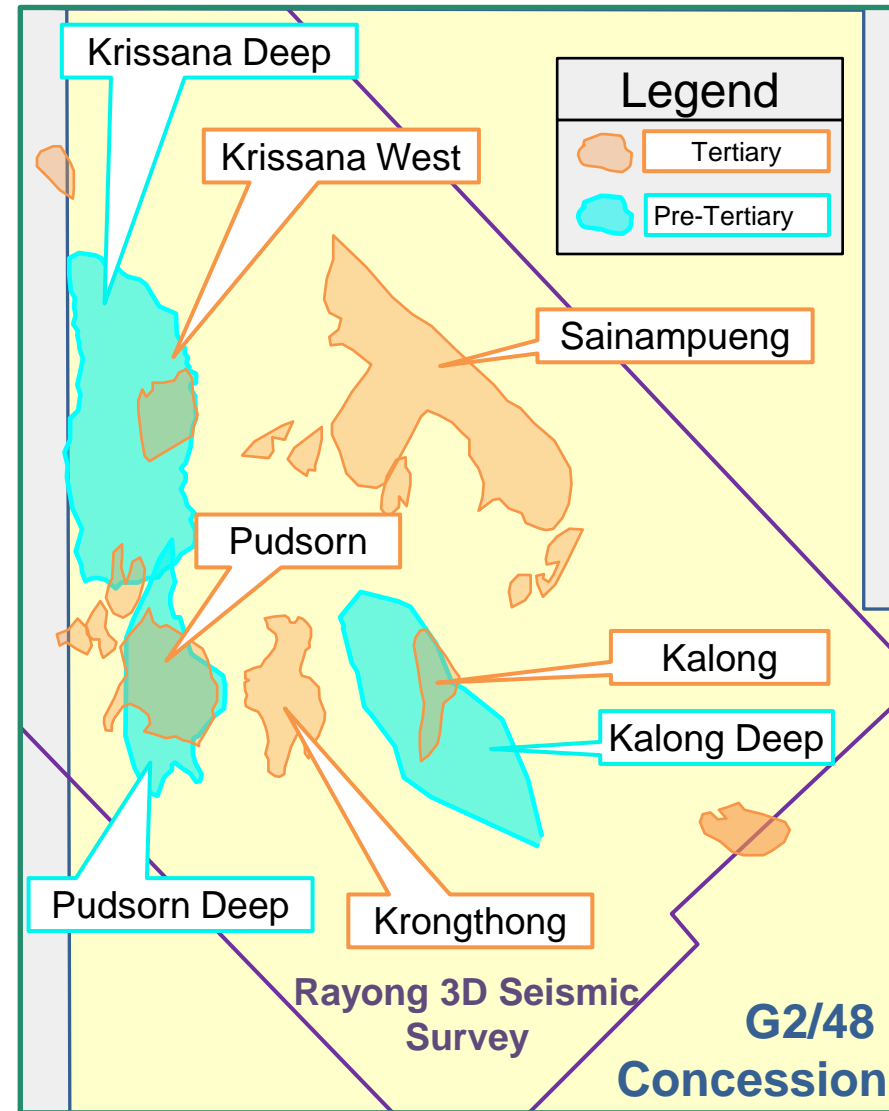 Krissana Deep
Legend
Tertiary
Krissana West
Pre-Tertiary
Sainampueng
Pudsorn
Kalong
Kalong Deep
Pudsorn Deep
Krongthong
Rayong 3D Seismic
Survey
G2/48
Concession